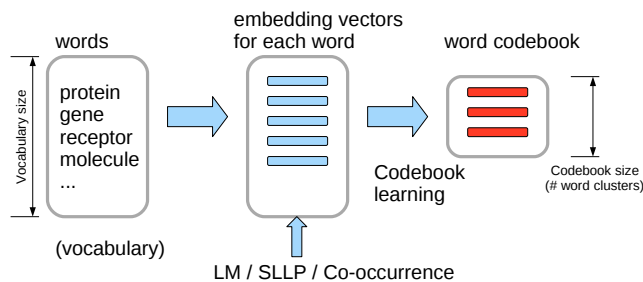 words
Vocabulary size
protein
gene
receptor
molecule
...
(vocabulary)
embedding vectors
for each word
LM / SLLP / Co-occurrence
Codebook
learning
word codebook
Codebook size
(# word clusters)